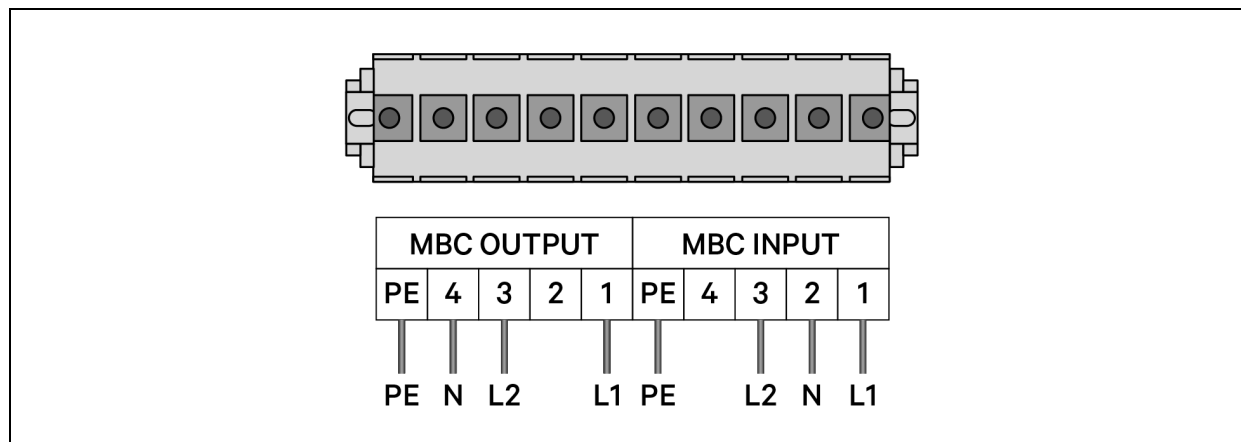 MBC OUTPUT MBC INPUT
PE 4 3 2 1 PE 4 3 2 1
PE N L2 L1 PE L2 N L1